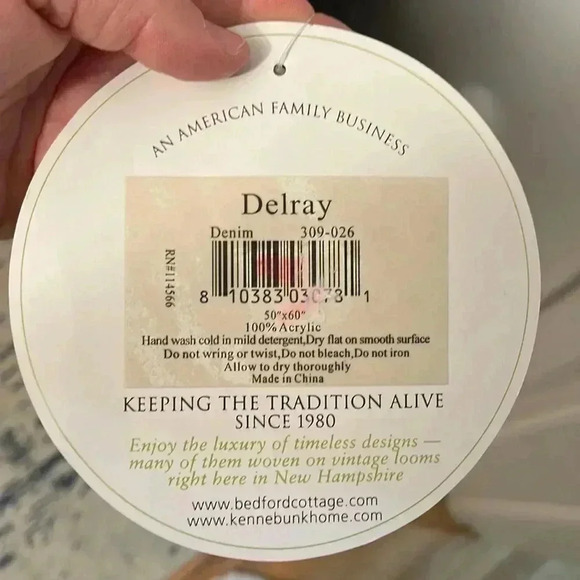 AN AMERICAN FAMILY BUSINESS
Delray
Denim 309-026
RN#114566
8 10383 03073 1
50"x60"
100% Acrylic
Hand wash cold in mild detergent,Dry flat on smooth surface
Do not wring or twist,Do not bleach,Do not iron
Allow to dry thoroughly
Made in China
KEEPING THE TRADITION ALIVE
SINCE 1980
Enjoy the luxury of timeless designs —
many of them woven on vintage looms
right here in New Hampshire
www.bedfordcottage.com
www.kennebunkhome.com